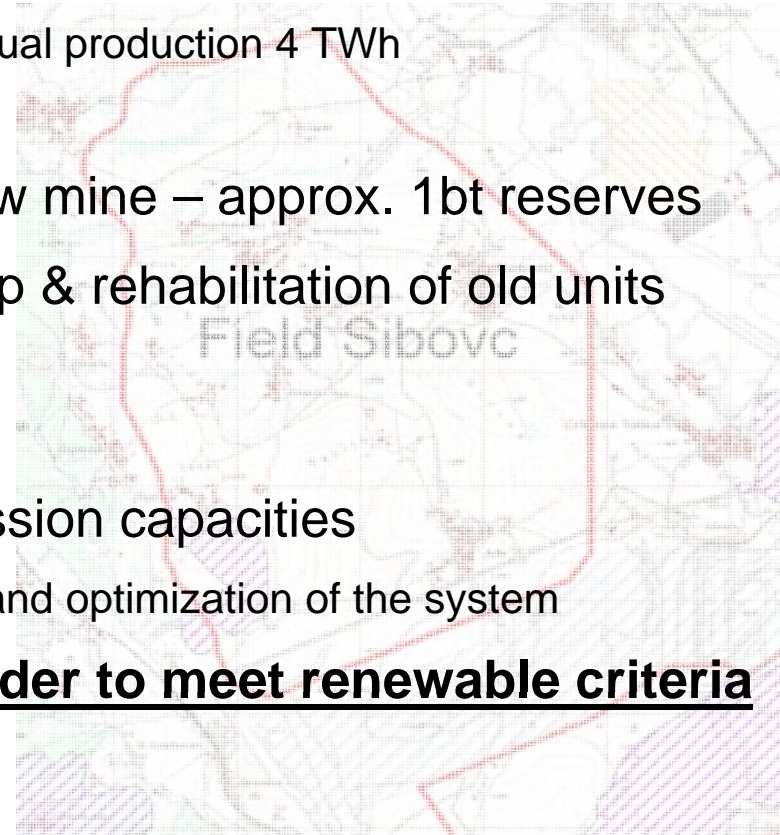 ual production 4 TWh
w mine – approx. 1bt reserves
p & rehabilitation of old units
Field Sibovc
ssion capacities
and optimization of the system
der to meet renewable criteria